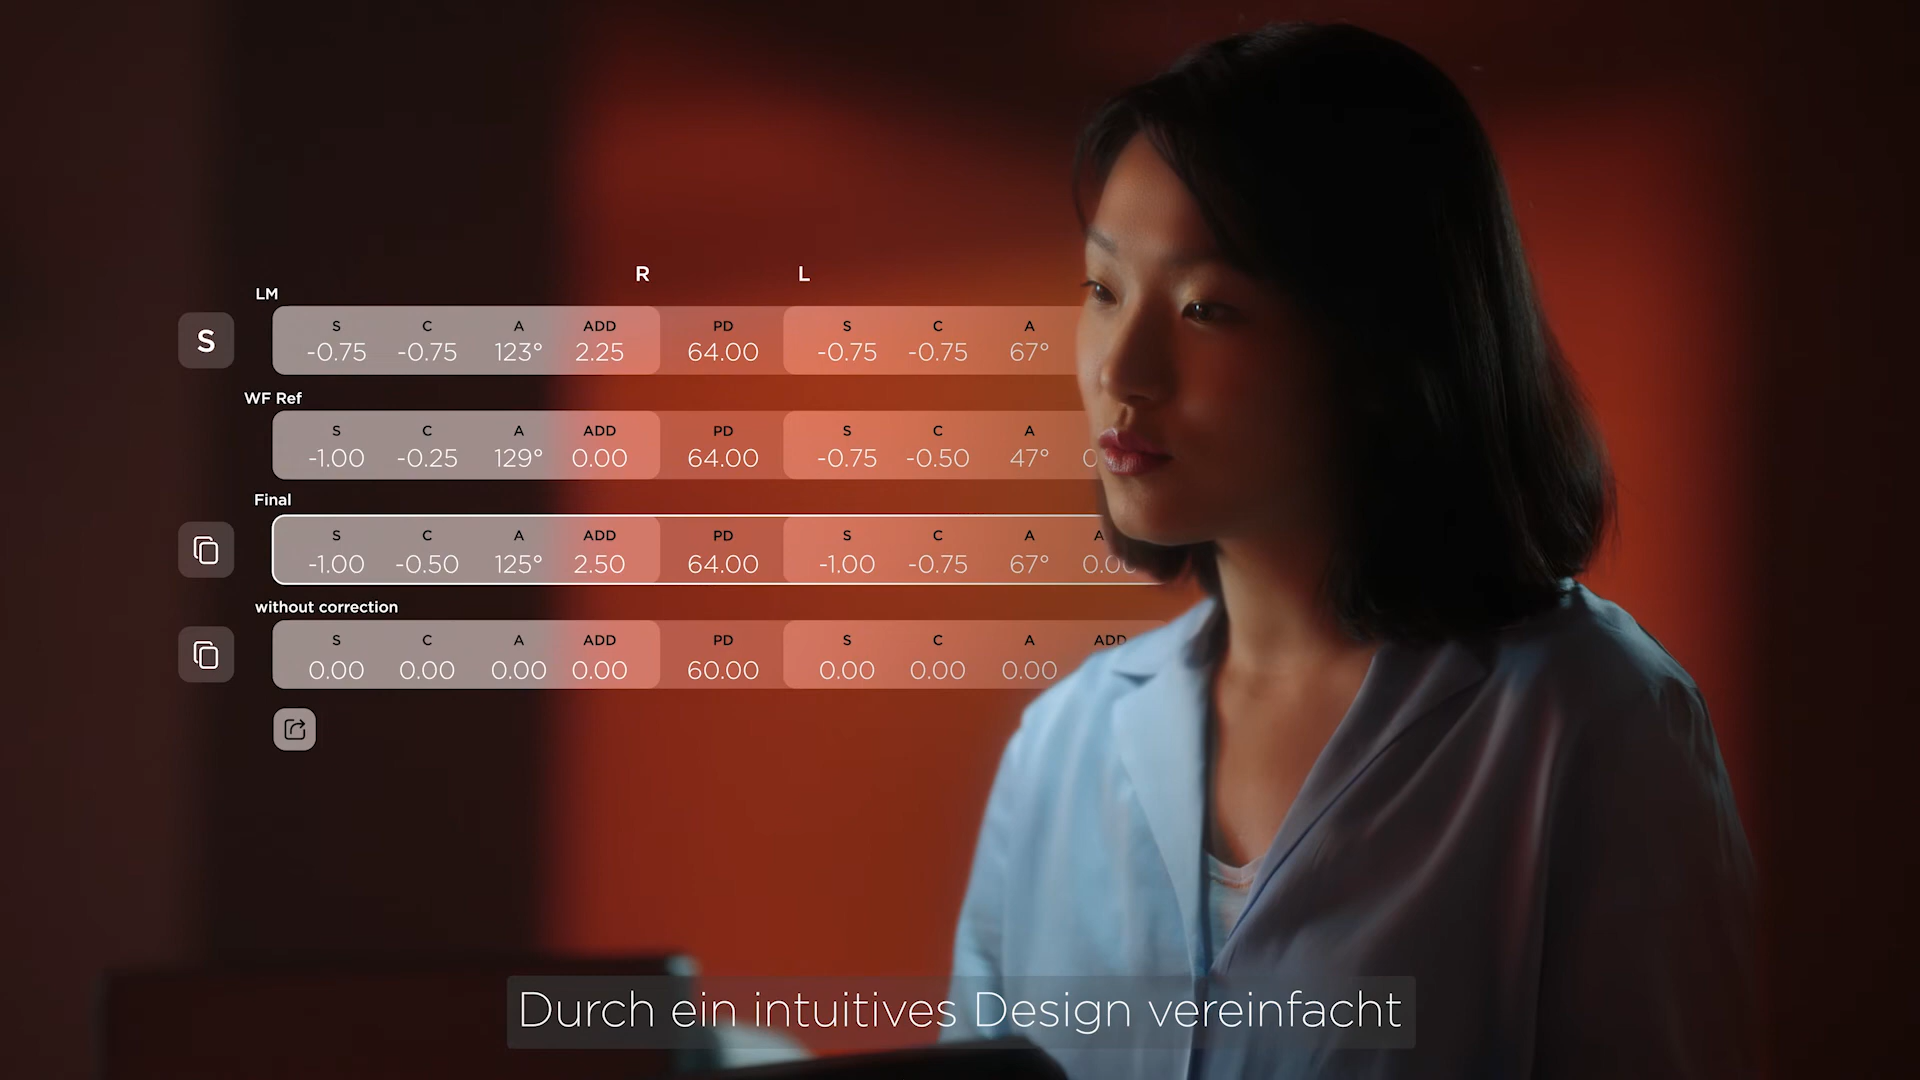 R L
LM
S
S C A ADD PD S C A
-0.75 -0.75 123° 2.25 64.00 -0.75 -0.75 67°
WF Ref
S C A ADD PD S C A
-1.00 -0.25 129° 0.00 64.00 -0.75 -0.50 47°
Final
S C A ADD PD S C A
-1.00 -0.50 125° 2.50 64.00 -1.00 -0.75 67° 0.00
without correction
S C A ADD PD S C A ADD
0.00 0.00 0.00 0.00 60.00 0.00 0.00 0.00
Durch ein intuitives Design vereinfacht